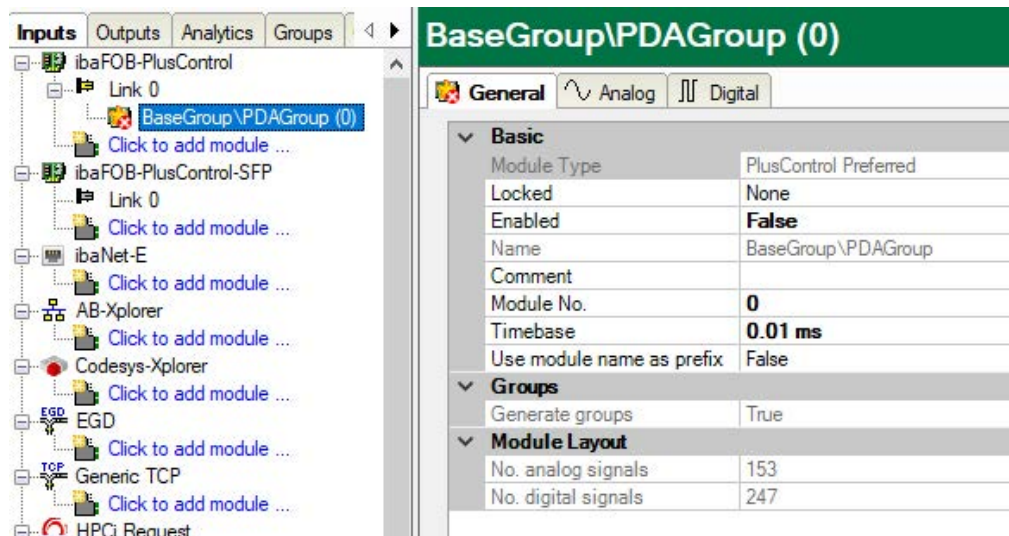 Inputs Outputs Analytics Groups
ibaFOB-PlusControl
Link 0
BaseGroup\PDAGroup (0)
Click to add module ...
ibaFOB-PlusControl-SFP
Link 0
Click to add module ...
ibaNet-E
Click to add module ...
AB-Xplorer
Click to add module ...
Codesys-Xplorer
Click to add module ...
EGD EGD
Click to add module ...
TCP Generic TCP
Click to add module ...
HPCi Request
BaseGroup\PDAGroup (0)
General Analog Digital
Basic
Module Type PlusControl Preferred
Locked None
Enabled False
Name BaseGroup\PDAGroup
Comment
Module No. 0
Timebase 0.01 ms
Use module name as prefix False
Groups
Generate groups True
Module Layout
No. analog signals 153
No. digital signals 247